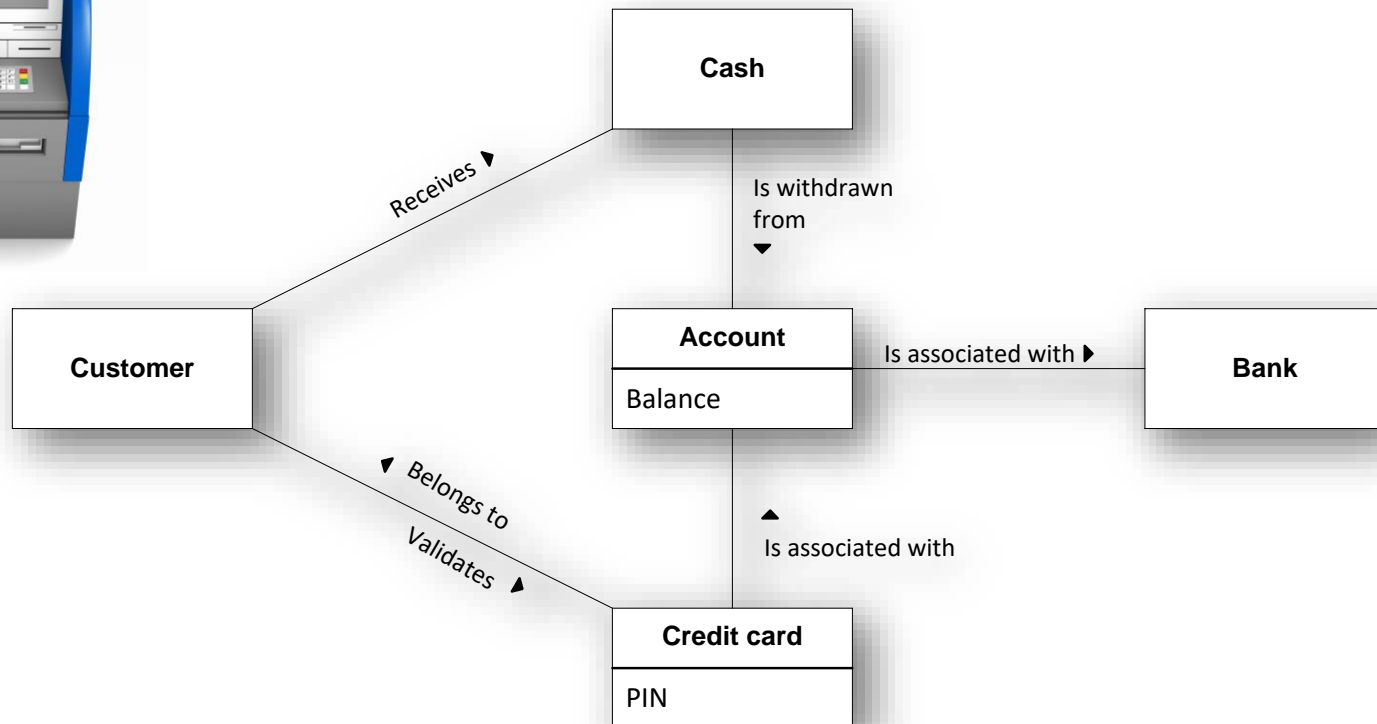 Cash
Receives
Is withdrawn
from
Customer
Account
Balance
Is associated with
Bank
Belongs to
Validates
Is associated with
Credit card
PIN